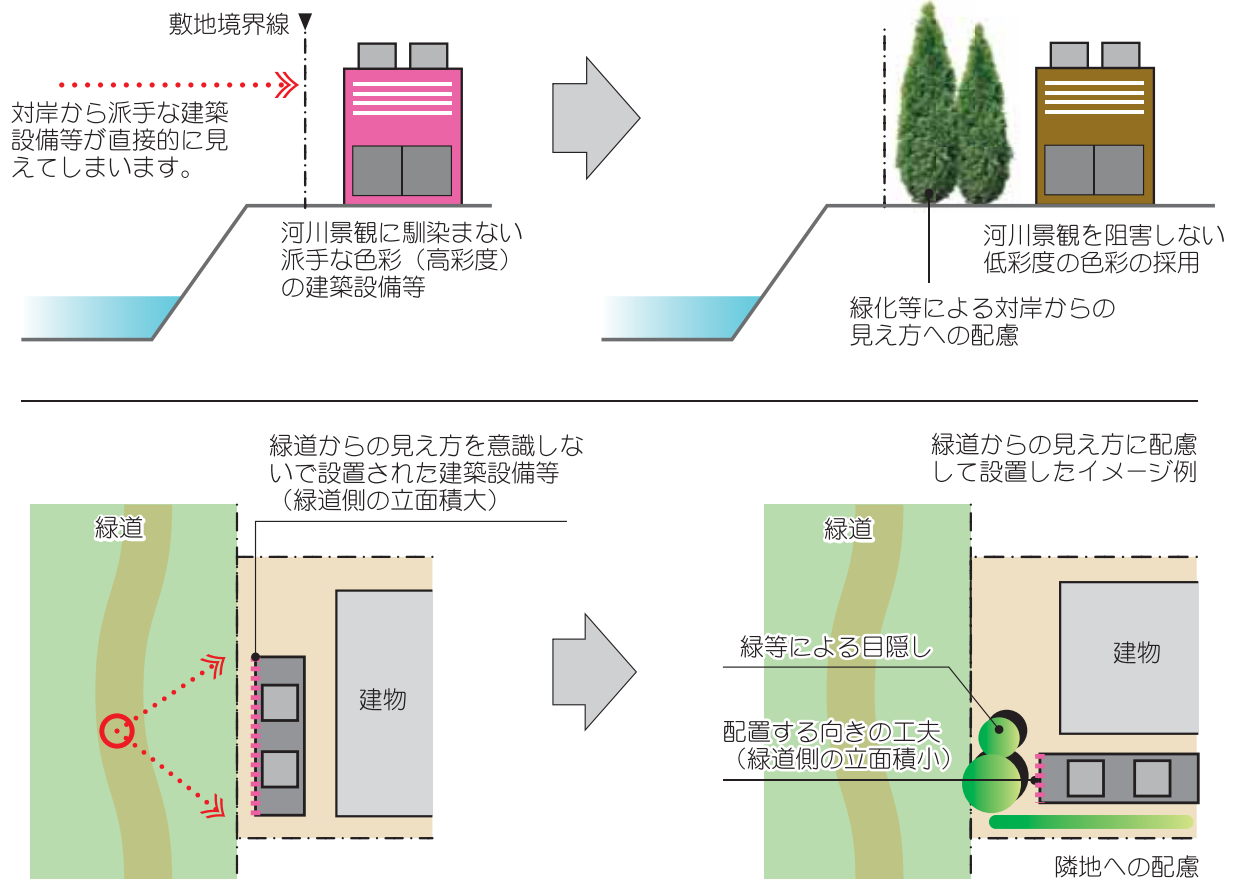 敷地境界線
対岸から派手な建築
設備等が直接的に見
えてしまいます。
河川景観に馴染まない
派手な色彩（高彩度）
の建築設備等
河川景観を阻害しない
低彩度の色彩の採用
緑化等による対岸からの
見え方への配慮
緑道からの見え方を意識しな
いで設置された建築設備等
（緑道側の立面積大）
緑道
建物
緑道からの見え方に配慮
して設置したイメージ例
緑道
緑等による目隠し
建物
配置する向きの工夫
（緑道側の立面積小）
隣地への配慮